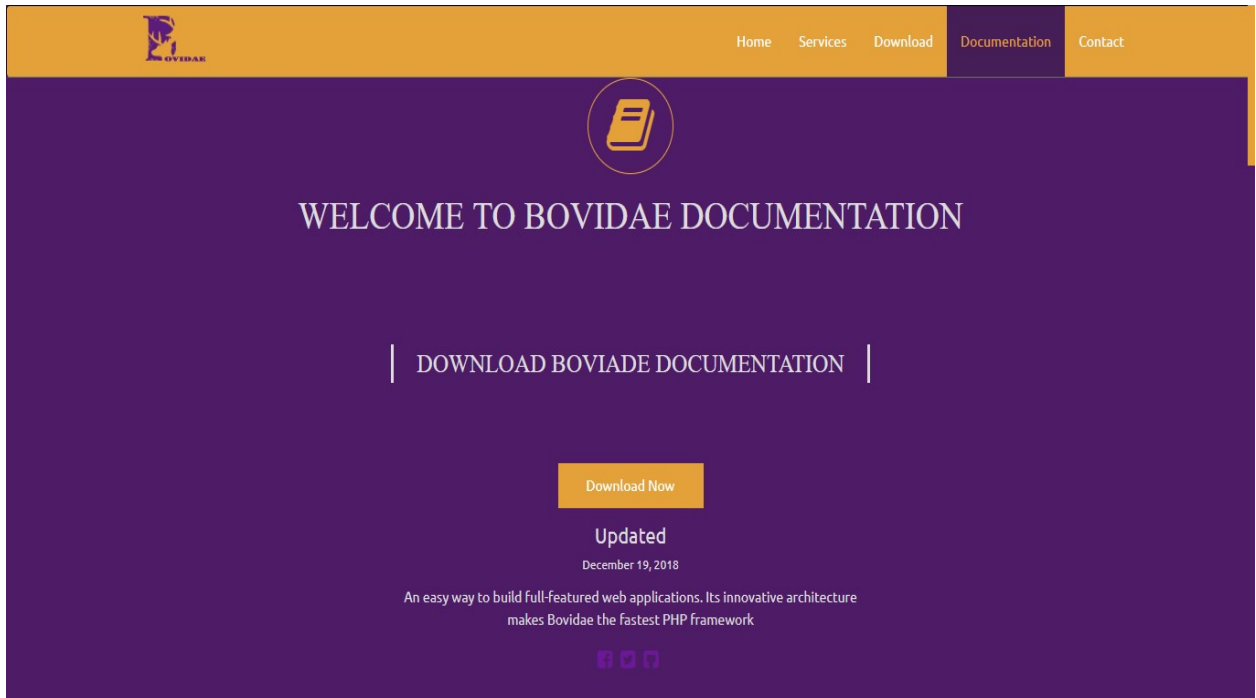 BOVIDAE
Home Services Download Documentation Contact
WELCOME TO BOVIDAE DOCUMENTATION
DOWNLOAD BOVIADE DOCUMENTATION
Download Now
Updated
December 19, 2018
An easy way to build full-featured web applications. Its innovative architecture
makes Bovidae the fastest PHP framework